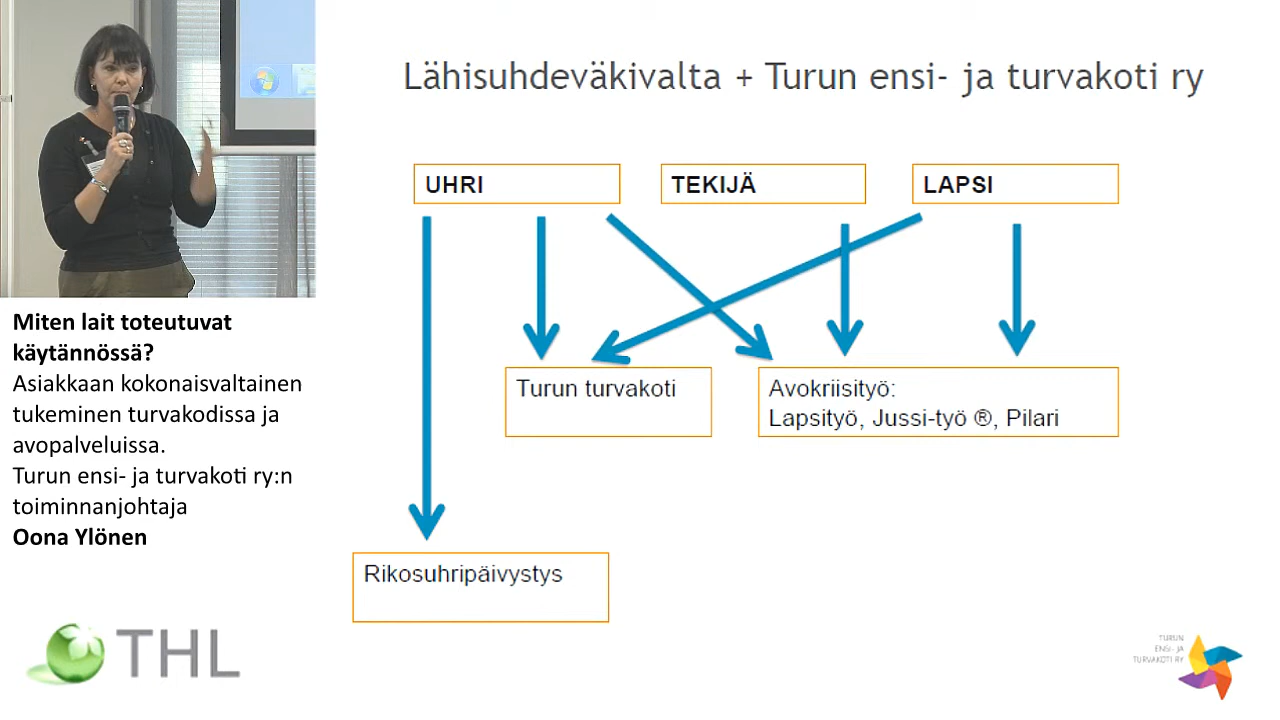 Lähisuhdeväkivalta + Turun ensi- ja turvakoti ry
UHRI
TEKIJÄ
LAPSI
Turun turvakoti
Avokriisityö:
Lapsityö, Jussi-työ ®, Pilari
Rikosuhripäivystys
Miten lait toteutuvat
käytännössä?
Asiakkaan kokonaisvaltainen
tukeminen turvakodissa ja
avopalveluissa.
Turun ensi- ja turvakoti ry:n
toiminnanjohtaja
Oona Ylönen
THL
TURUN
ENSI- JA
TURVAKOTI RY